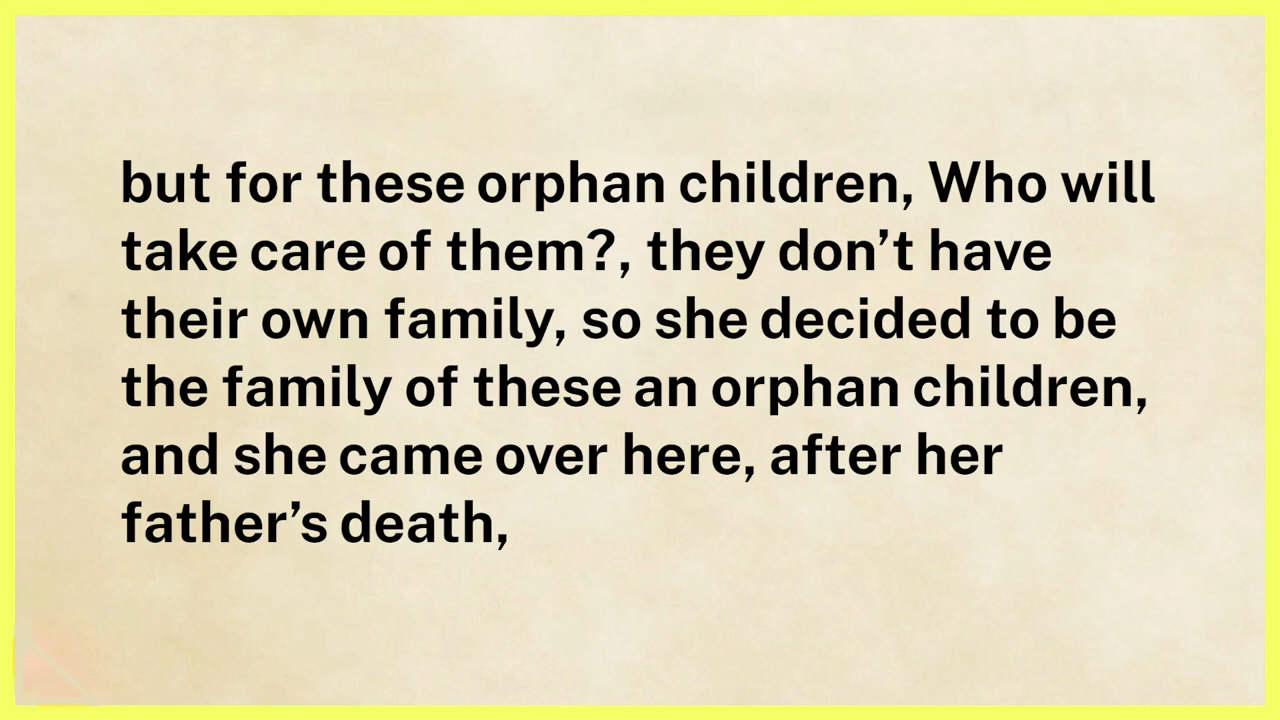 but for these orphan children, Who will
take care of them?, they don’t have
their own family, so she decided to be
the family of these an orphan children,
and she came over here, after her
father’s death,